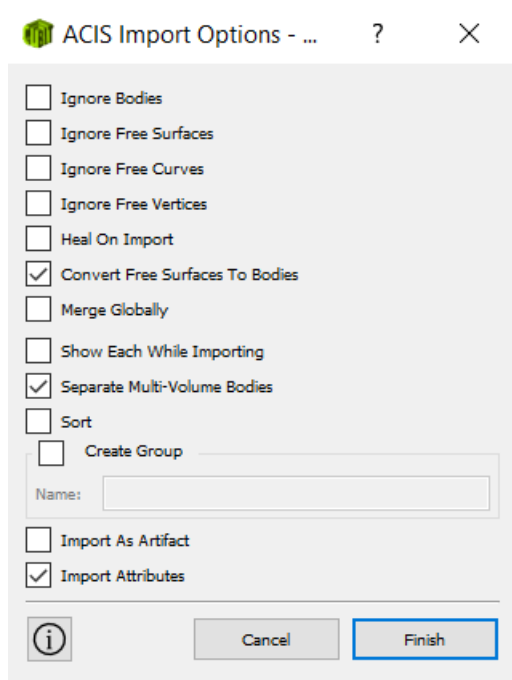 ACIS Import Options - ... ?
Ignore Bodies
Ignore Free Surfaces
Ignore Free Curves
Ignore Free Vertices
Heal On Import
Convert Free Surfaces To Bodies
Merge Globally
Show Each While Importing
Separate Multi-Volume Bodies
Sort
Create Group
Name:
Import As Artifact
Import Attributes
Cancel Finish